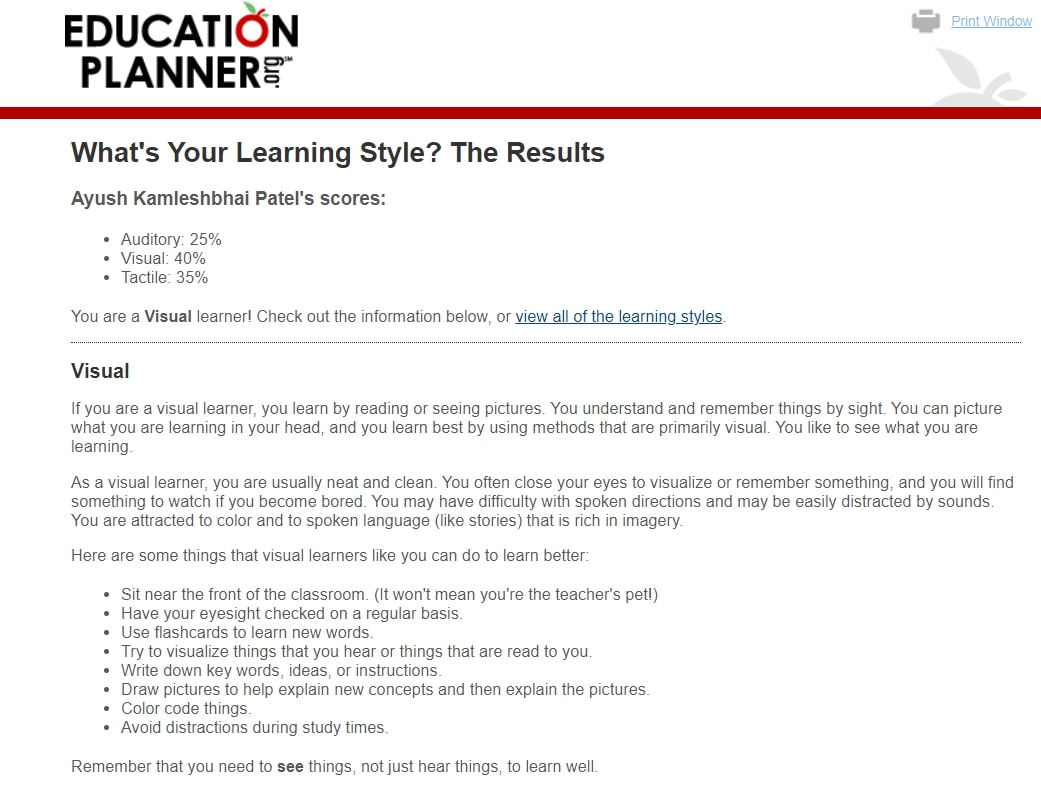 EDUCATION
PLANNER.org℠
Print Window
What's Your Learning Style? The Results
Ayush Kamleshbhai Patel's scores:
• Auditory: 25%
• Visual: 40%
• Tactile: 35%
You are a Visual learner! Check out the information below, or view all of the learning styles.
Visual
If you are a visual learner, you learn by reading or seeing pictures. You understand and remember things by sight. You can picture
what you are learning in your head, and you learn best by using methods that are primarily visual. You like to see what you are
learning.
As a visual learner, you are usually neat and clean. You often close your eyes to visualize or remember something, and you will find
something to watch if you become bored. You may have difficulty with spoken directions and may be easily distracted by sounds.
You are attracted to color and to spoken language (like stories) that is rich in imagery.
Here are some things that visual learners like you can do to learn better:
• Sit near the front of the classroom. (It won't mean you're the teacher's pet!)
• Have your eyesight checked on a regular basis.
• Use flashcards to learn new words.
• Try to visualize things that you hear or things that are read to you.
• Write down key words, ideas, or instructions.
• Draw pictures to help explain new concepts and then explain the pictures.
• Color code things.
• Avoid distractions during study times.
Remember that you need to see things, not just hear things, to learn well.